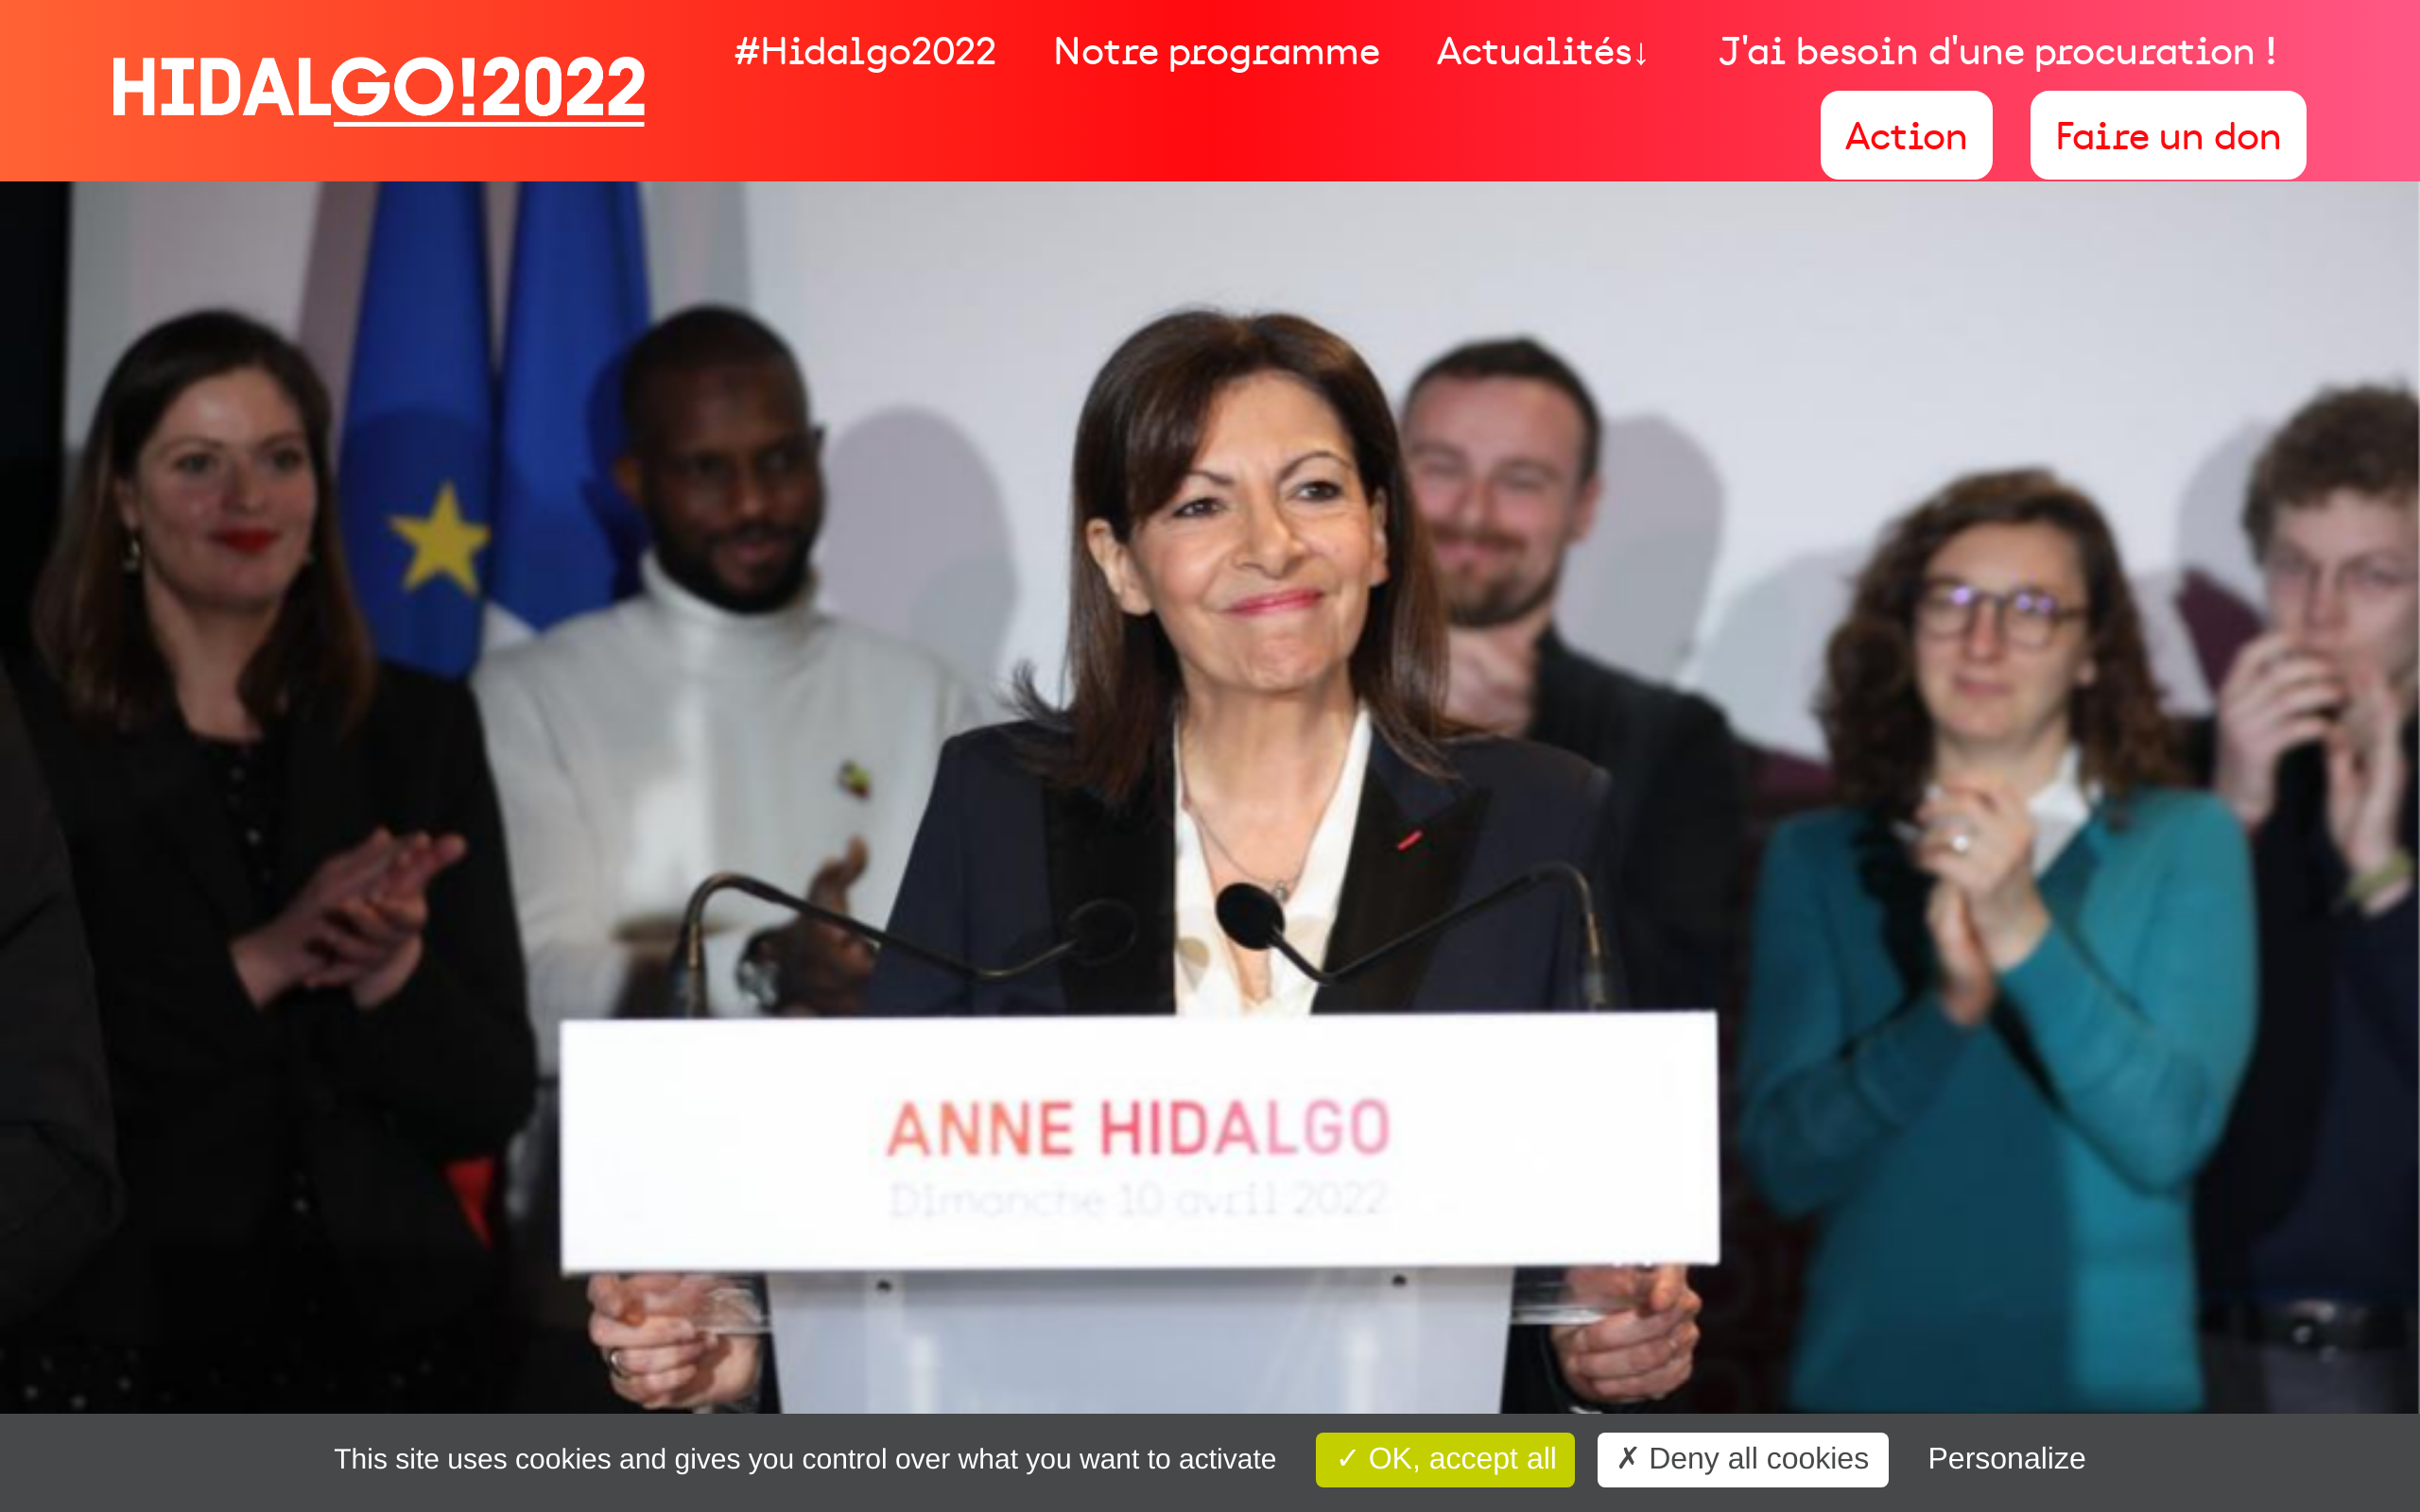 HIDALGO!2022
#Hidalgo2022 Notre programme Actualités↓ J'ai besoin d'une procuration !
Action Faire un don
ANNE HIDALGO
DImanche 10 avril 2022
This site uses cookies and gives you control over what you want to activate ✓ OK, accept all ✗ Deny all cookies Personalize